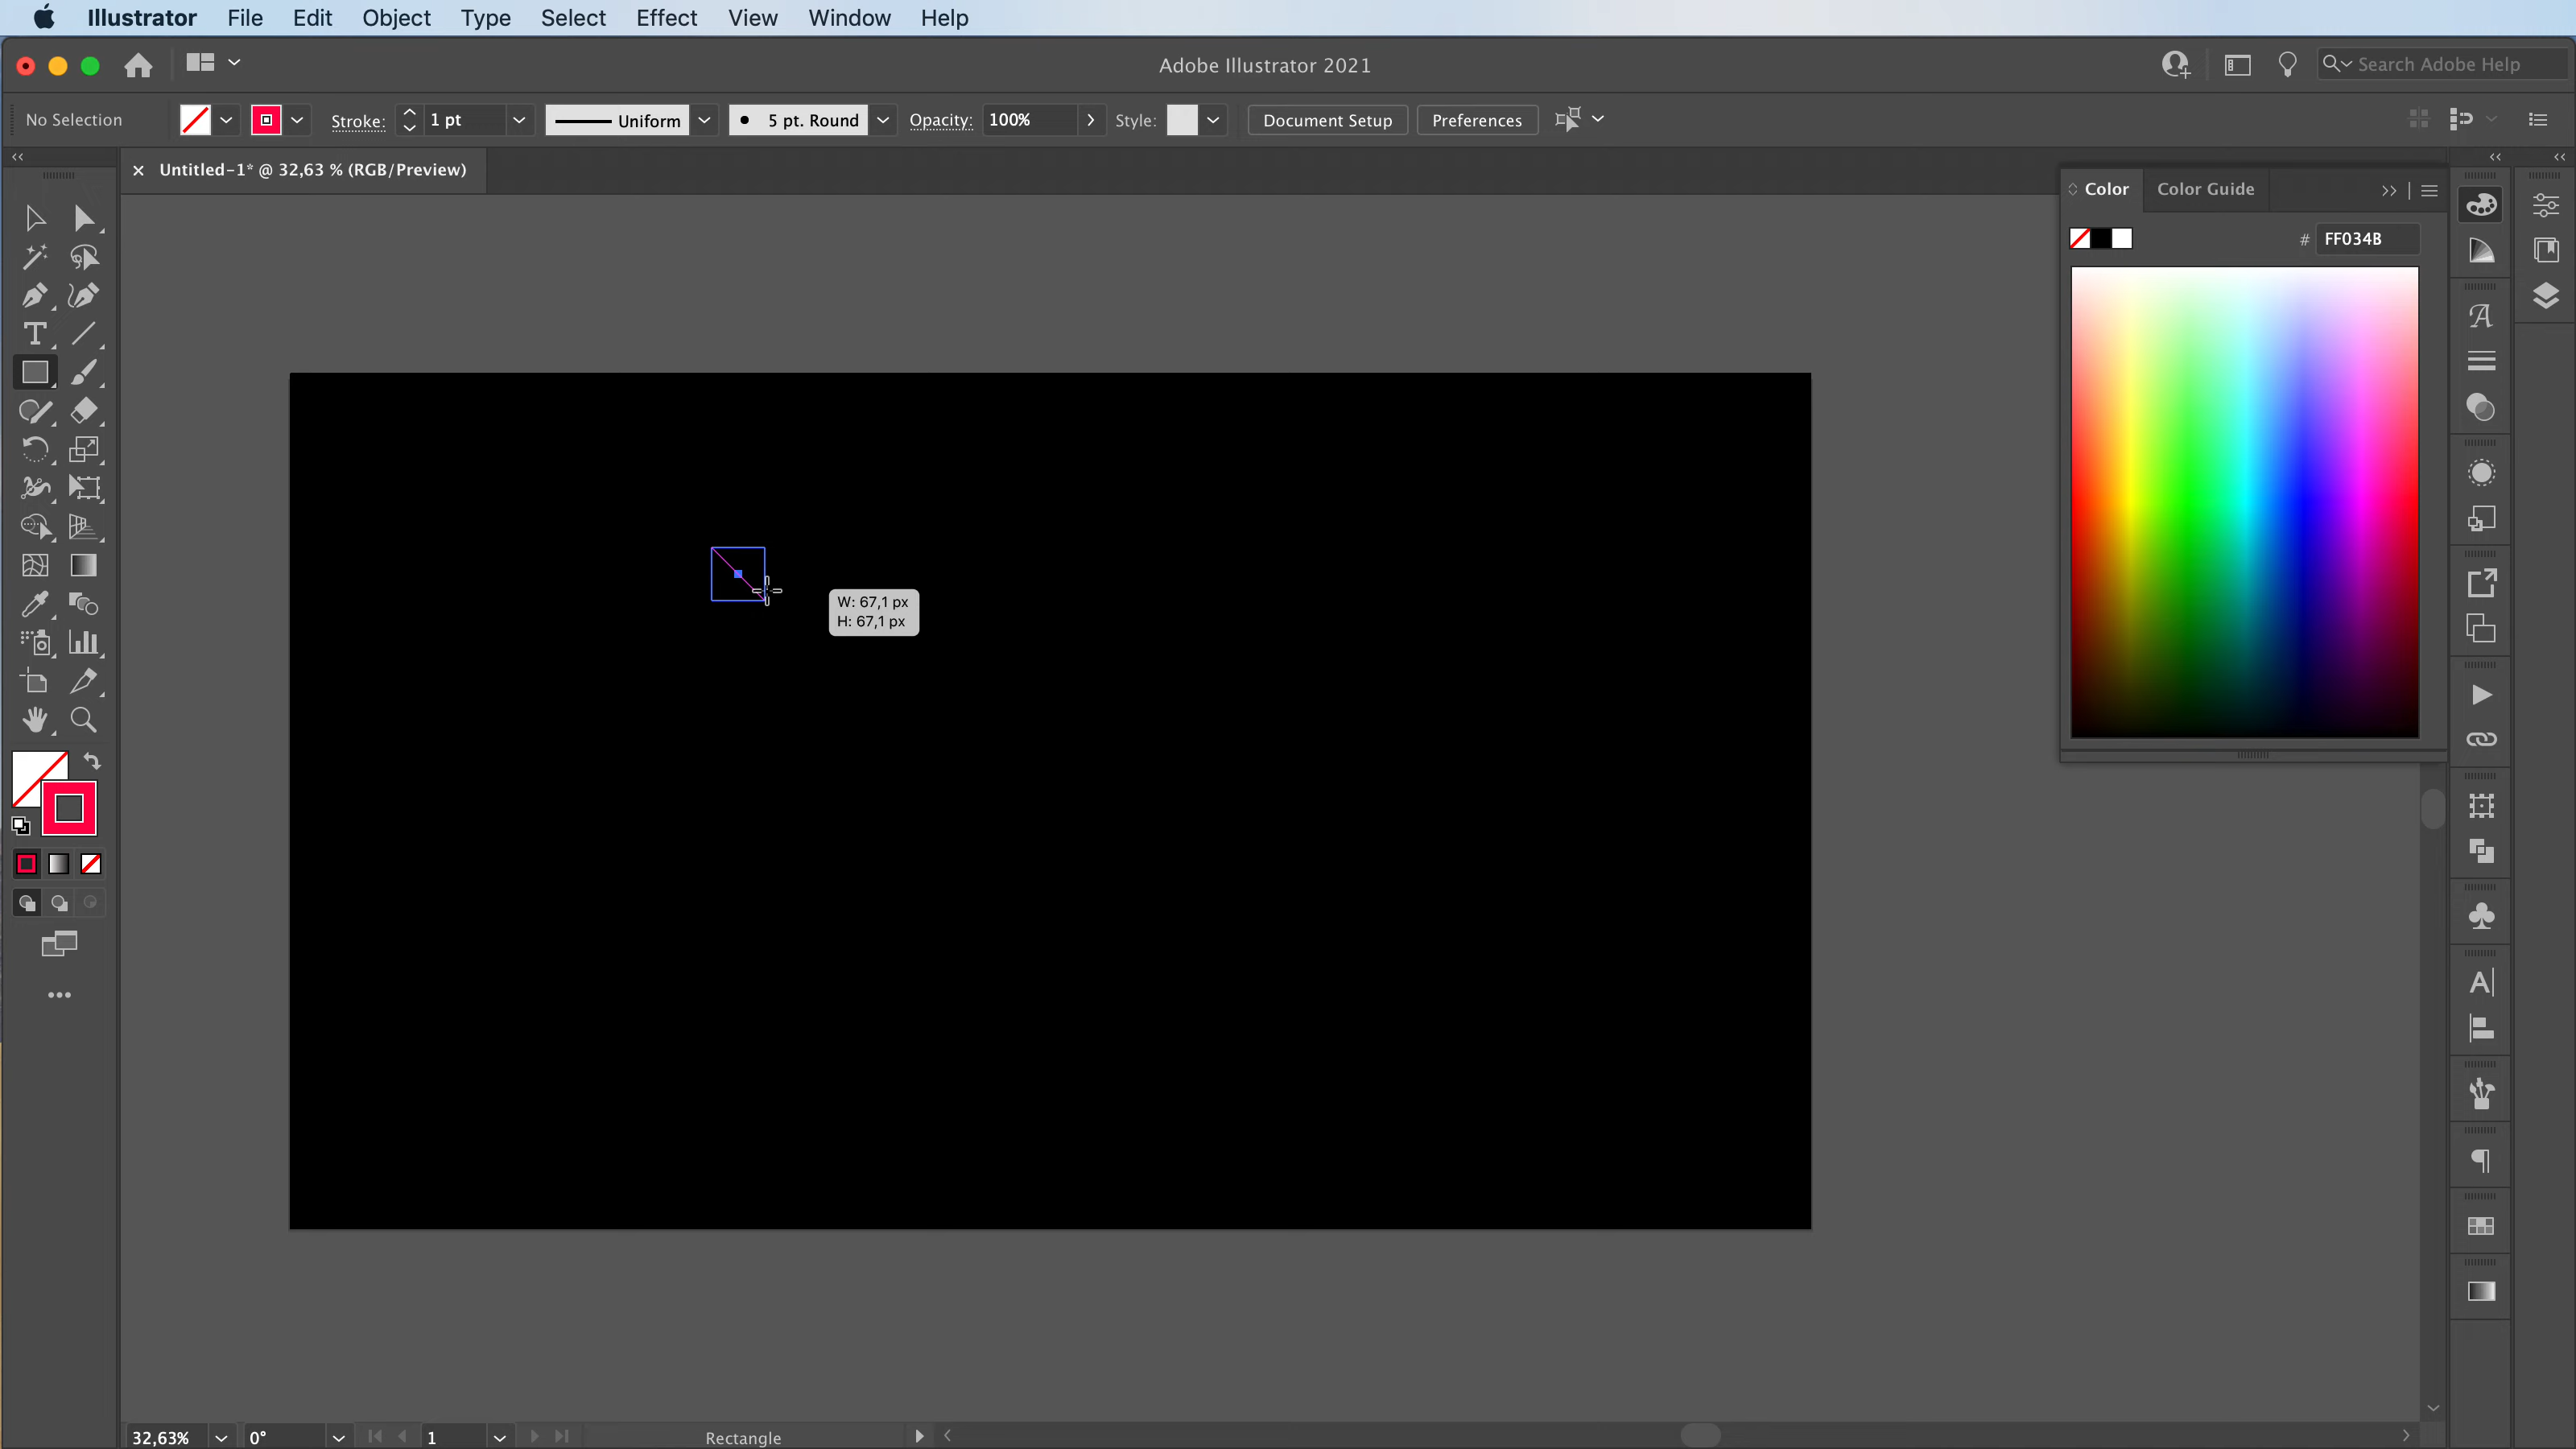 Illustrator File Edit Object Type Select Effect View Window Help
Adobe Illustrator 2021
Search Adobe Help
No Selection
Stroke: 1 pt
Uniform
5 pt. Round
Opacity: 100%
Style:
Document Setup
Preferences
Untitled-1* @ 32,63 % (RGB/Preview)
Color
Color Guide
# FF034B
W: 67,1 px
H: 67,1 px
32,63%
0°
1
Rectangle